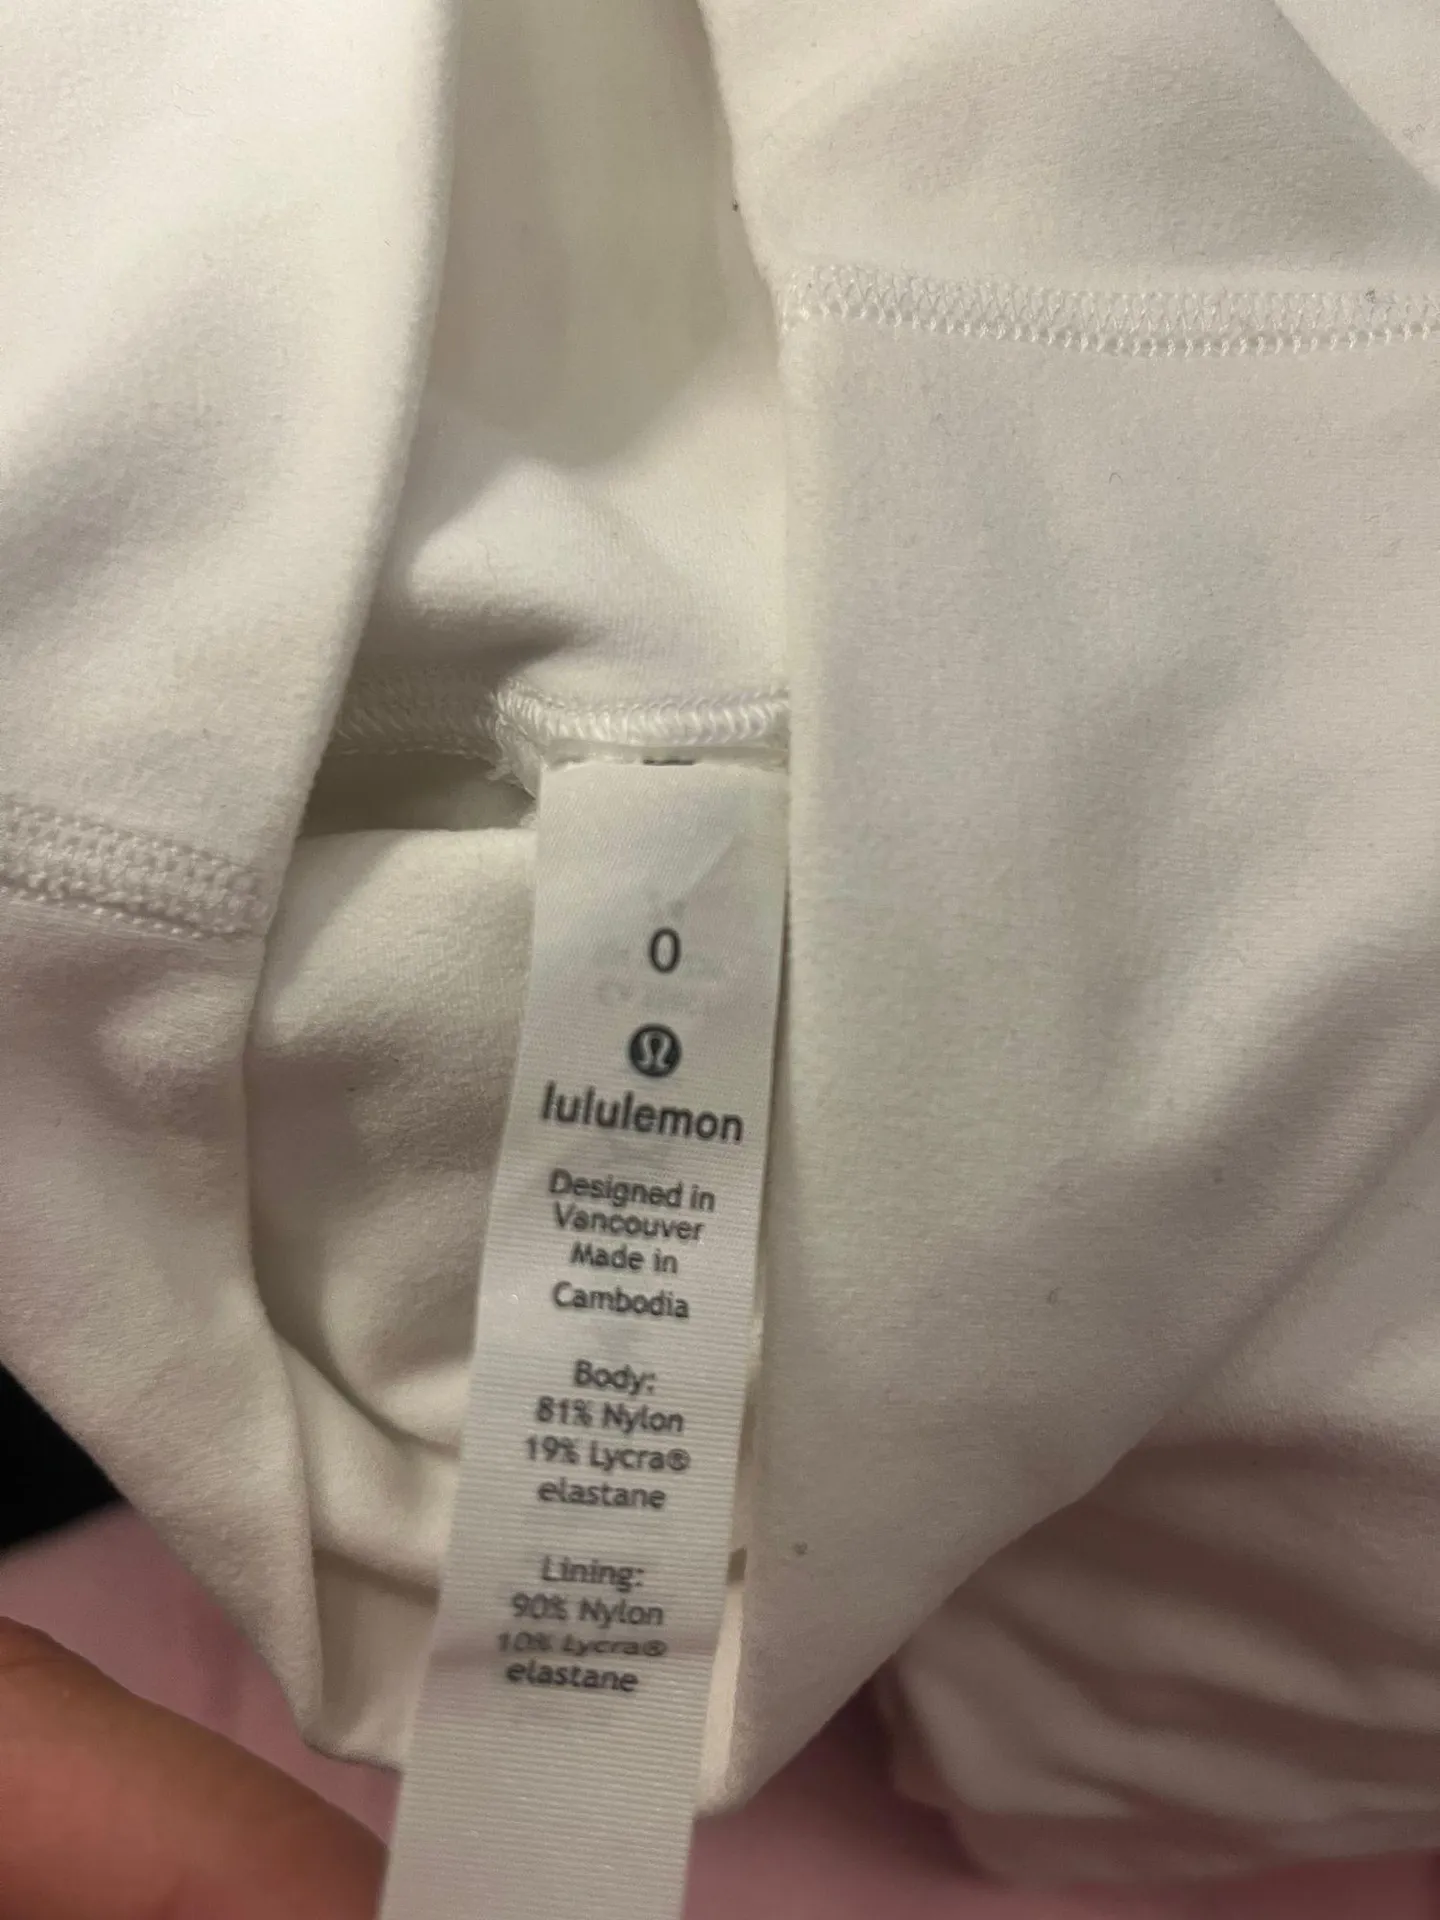 0
lululemon
Designed in
Vancouver
Made in
Cambodia
Body:
81% Nylon
19% Lycra®
elastane
Lining:
90% Nylon
10% Lycra®
elastane